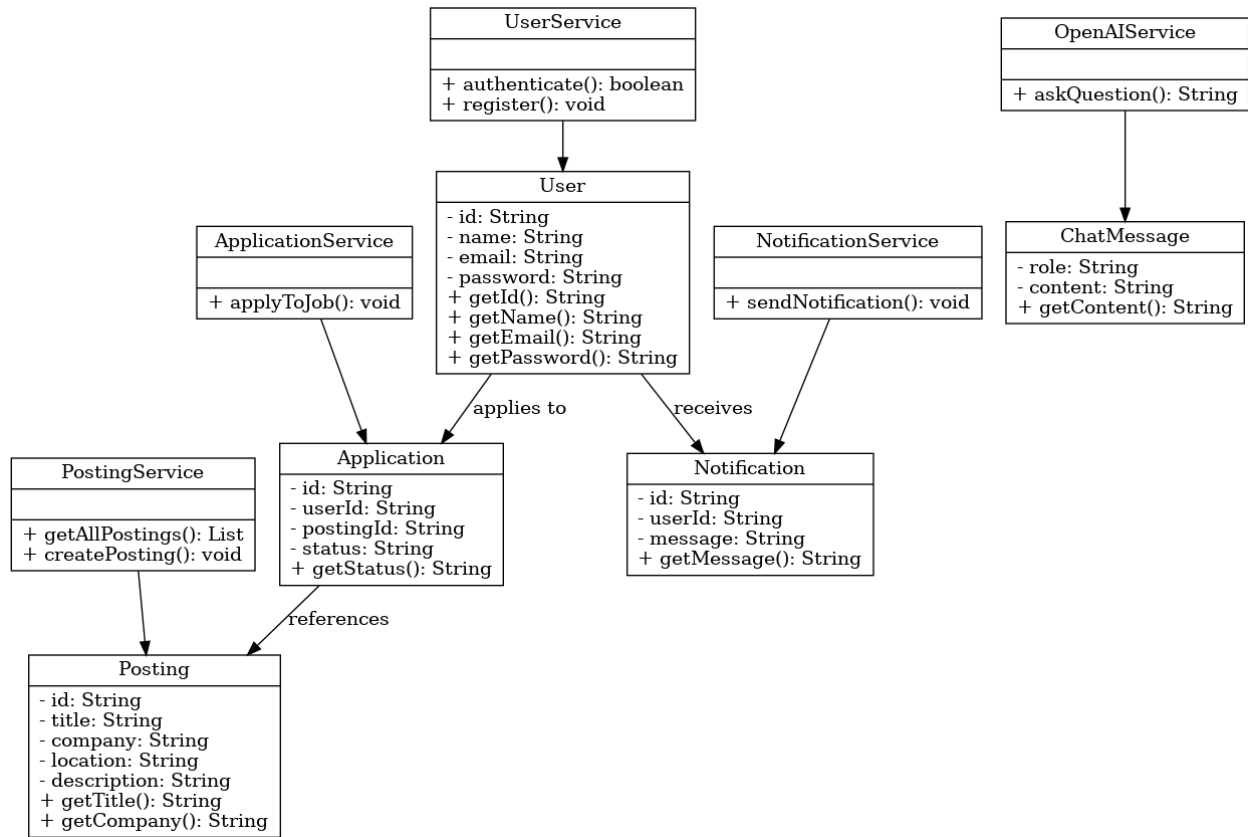 UserService
+ authenticate(): boolean
+ register(): void
OpenAIService
+ askQuestion(): String
User
- id: String
- name: String
- email: String
- password: String
+ getId(): String
+ getName(): String
+ getEmail(): String
+ getPassword(): String
ApplicationService
+ applyToJob(): void
NotificationService
+ sendNotification(): void
ChatMessage
- role: String
- content: String
+ getContent(): String
applies to
receives
PostingService
+ getAllPostings(): List
+ createPosting(): void
Application
- id: String
- userId: String
- postingId: String
- status: String
+ getStatus(): String
Notification
- id: String
- userId: String
- message: String
+ getMessage(): String
references
Posting
- id: String
- title: String
- company: String
- location: String
- description: String
+ getTitle(): String
+ getCompany(): String